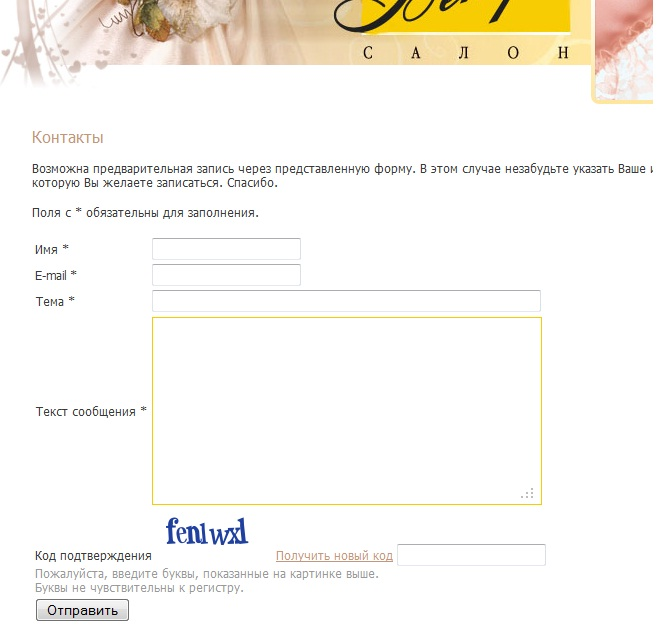 САЛОН
Контакты
Возможна предварительная запись через представленную форму. В этом случае незабудьте указать Ваше
которую Вы желаете записаться. Спасибо.
Поля с * обязательны для заполнения.
Имя *
E-mail *
Тема *
Текст сообщения *
Код подтверждения
Получить новый код
Пожалуйста, введите буквы, показанные на картинке выше.
Буквы не чувствительны к регистру.
Отправить